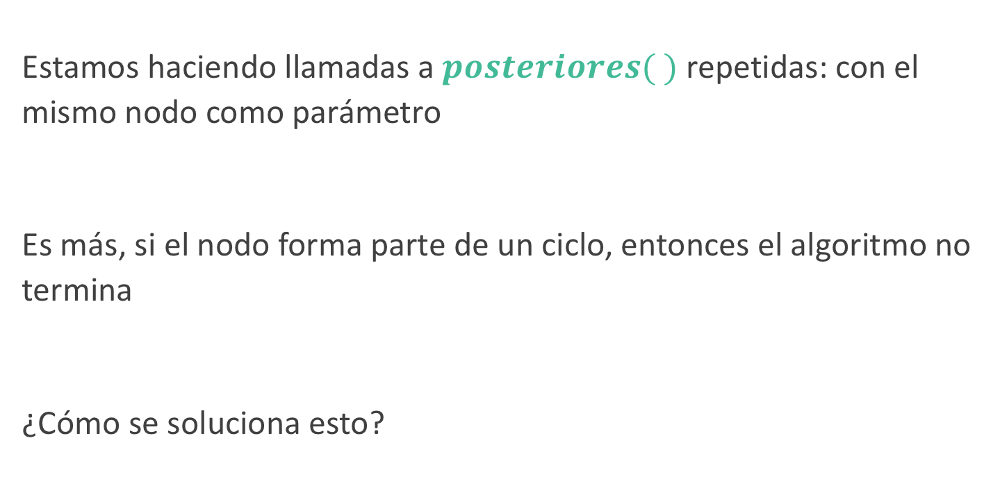 Estamos haciendo llamadas a posteriores( ) repetidas: con el
mismo nodo como parámetro
Es más, si el nodo forma parte de un ciclo, entonces el algoritmo no
termina
¿Cómo se soluciona esto?